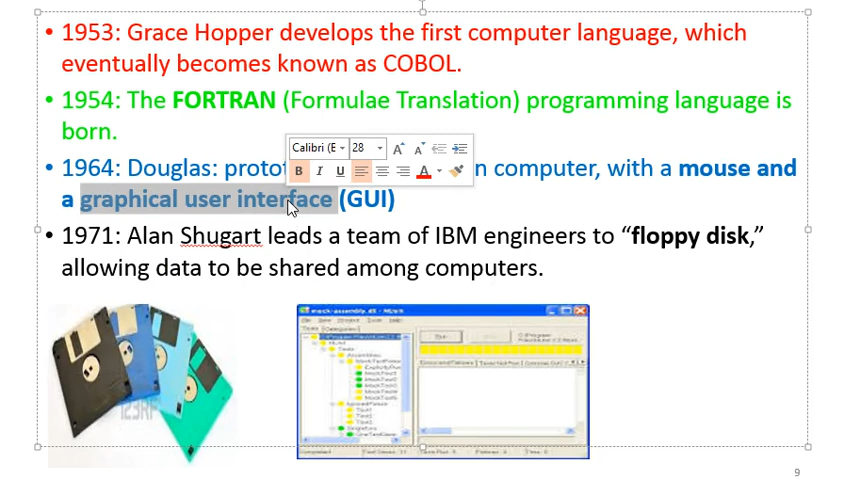 • 1953: Grace Hopper develops the first computer language, which
eventually becomes known as COBOL.
• 1954: The FORTRAN (Formulae Translation) programming language is
born.
Calibri (E 28
B I U A
• 1964: Douglas: protot n computer, with a mouse and
a graphical user interface (GUI)
• 1971: Alan Shugart leads a team of IBM engineers to “floppy disk,”
allowing data to be shared among computers.
123RF
9